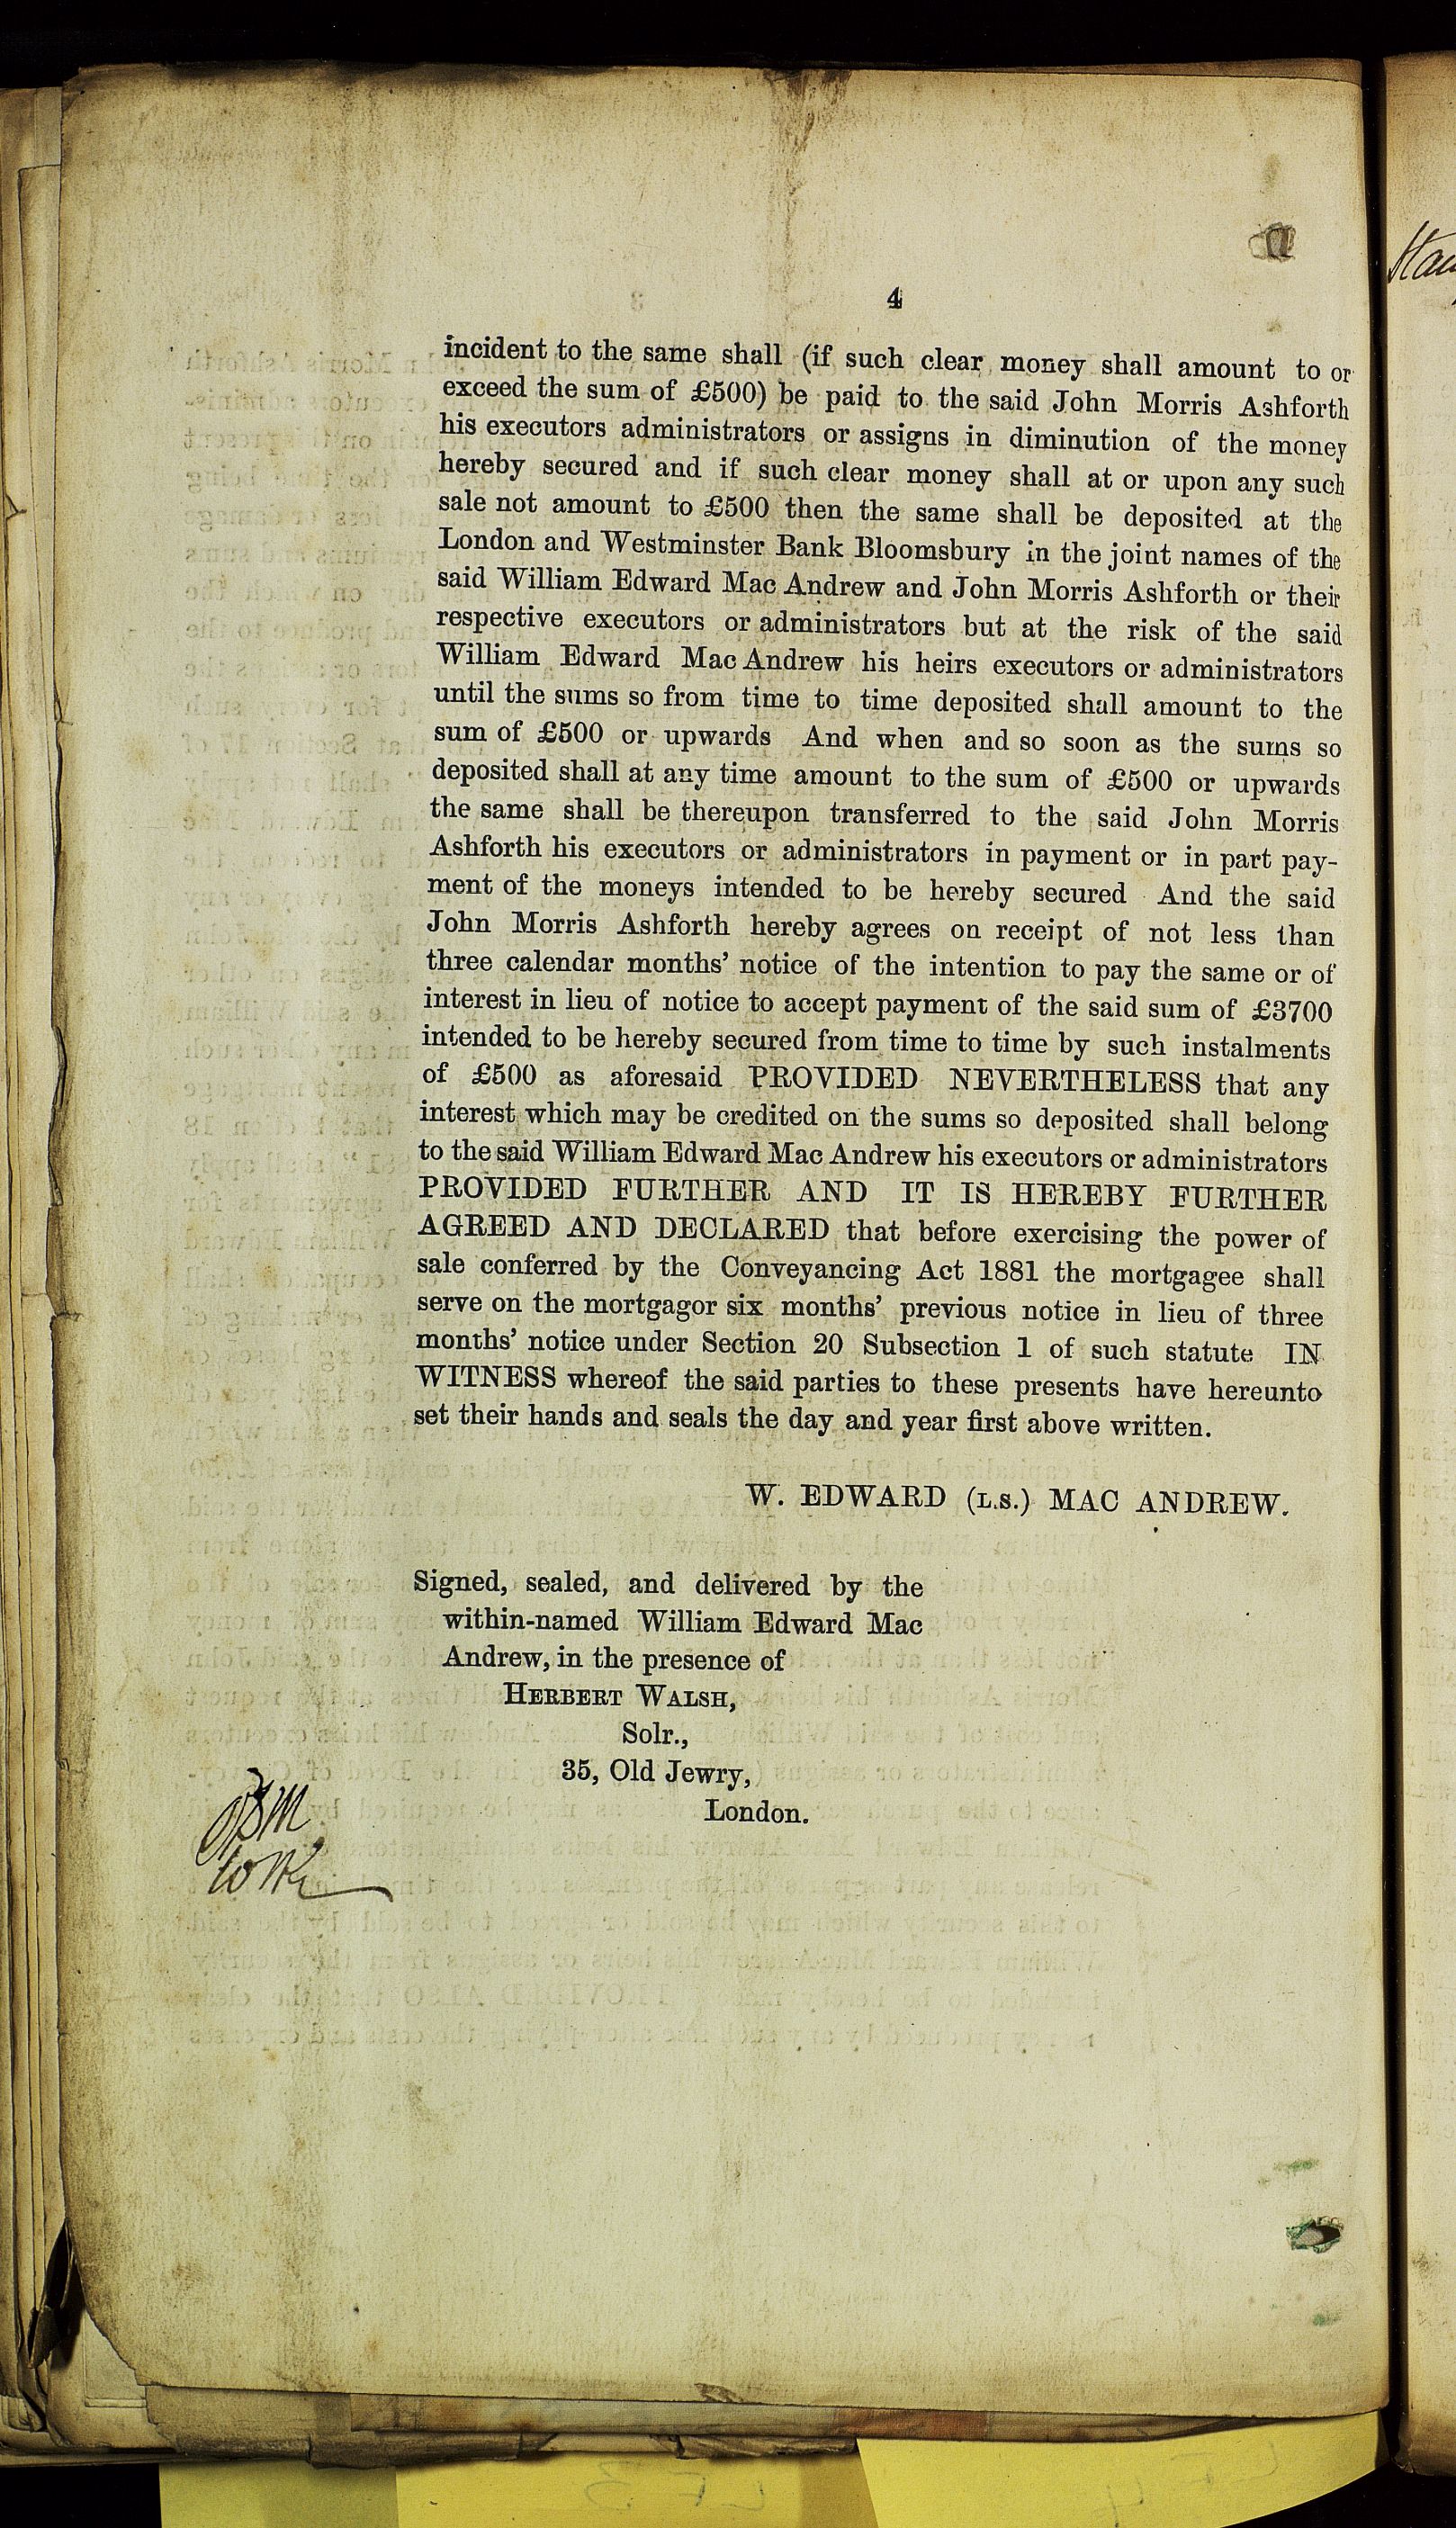 4
incident to the same shall (if such clear money shall amount to or
exceed the sum of £500) be paid to the said John Morris Ashforth
his executors administrators or assigns in diminution of the money
hereby secured and if such clear money shall at or upon any such
sale not amount to £500 then the same shall be deposited at the
London and Westminster Bank Bloomsbury in the joint names of the
said William Edward Mac Andrew and John Morris Ashforth or their
respective executors or administrators but at the risk of the said
William Edward Mac Andrew his heirs executors or administrators
until the sums so from time to time deposited shall amount to the
sum of £500 or upwards And when and so soon as the sums so
deposited shall at any time amount to the sum of £500 or upwards
the same shall be thereupon transferred to the said John Morris
Ashforth his executors or administrators in payment or in part pay-
ment of the moneys intended to be hereby secured And the said
John Morris Ashforth hereby agrees on receipt of not less than
three calendar months' notice of the intention to pay the same or of
interest in lieu of notice to accept payment of the said sum of £3700
intended to be hereby secured from time to time by such instalments
of £500 as aforesaid PROVIDED NEVERTHELESS that any
interest which may be credited on the sums so deposited shall belong
to the said William Edward Mac Andrew his executors or administrators
PROVIDED FURTHER AND IT IS HEREBY FURTHER
AGREED AND DECLARED that before exercising the power of
sale conferred by the Conveyancing Act 1881 the mortgagee shall
serve on the mortgagor six months' previous notice in lieu of three
months' notice under Section 20 Subsection 1 of such statute IN
WITNESS whereof the said parties to these presents have hereunto
set their hands and seals the day and year first above written.
W. EDWARD (L.S.) MAC ANDREW.
Signed, sealed, and delivered by the
within-named William Edward Mac
Andrew, in the presence of
HERBERT WALSH,
Solr.,
35, Old Jewry,
London.